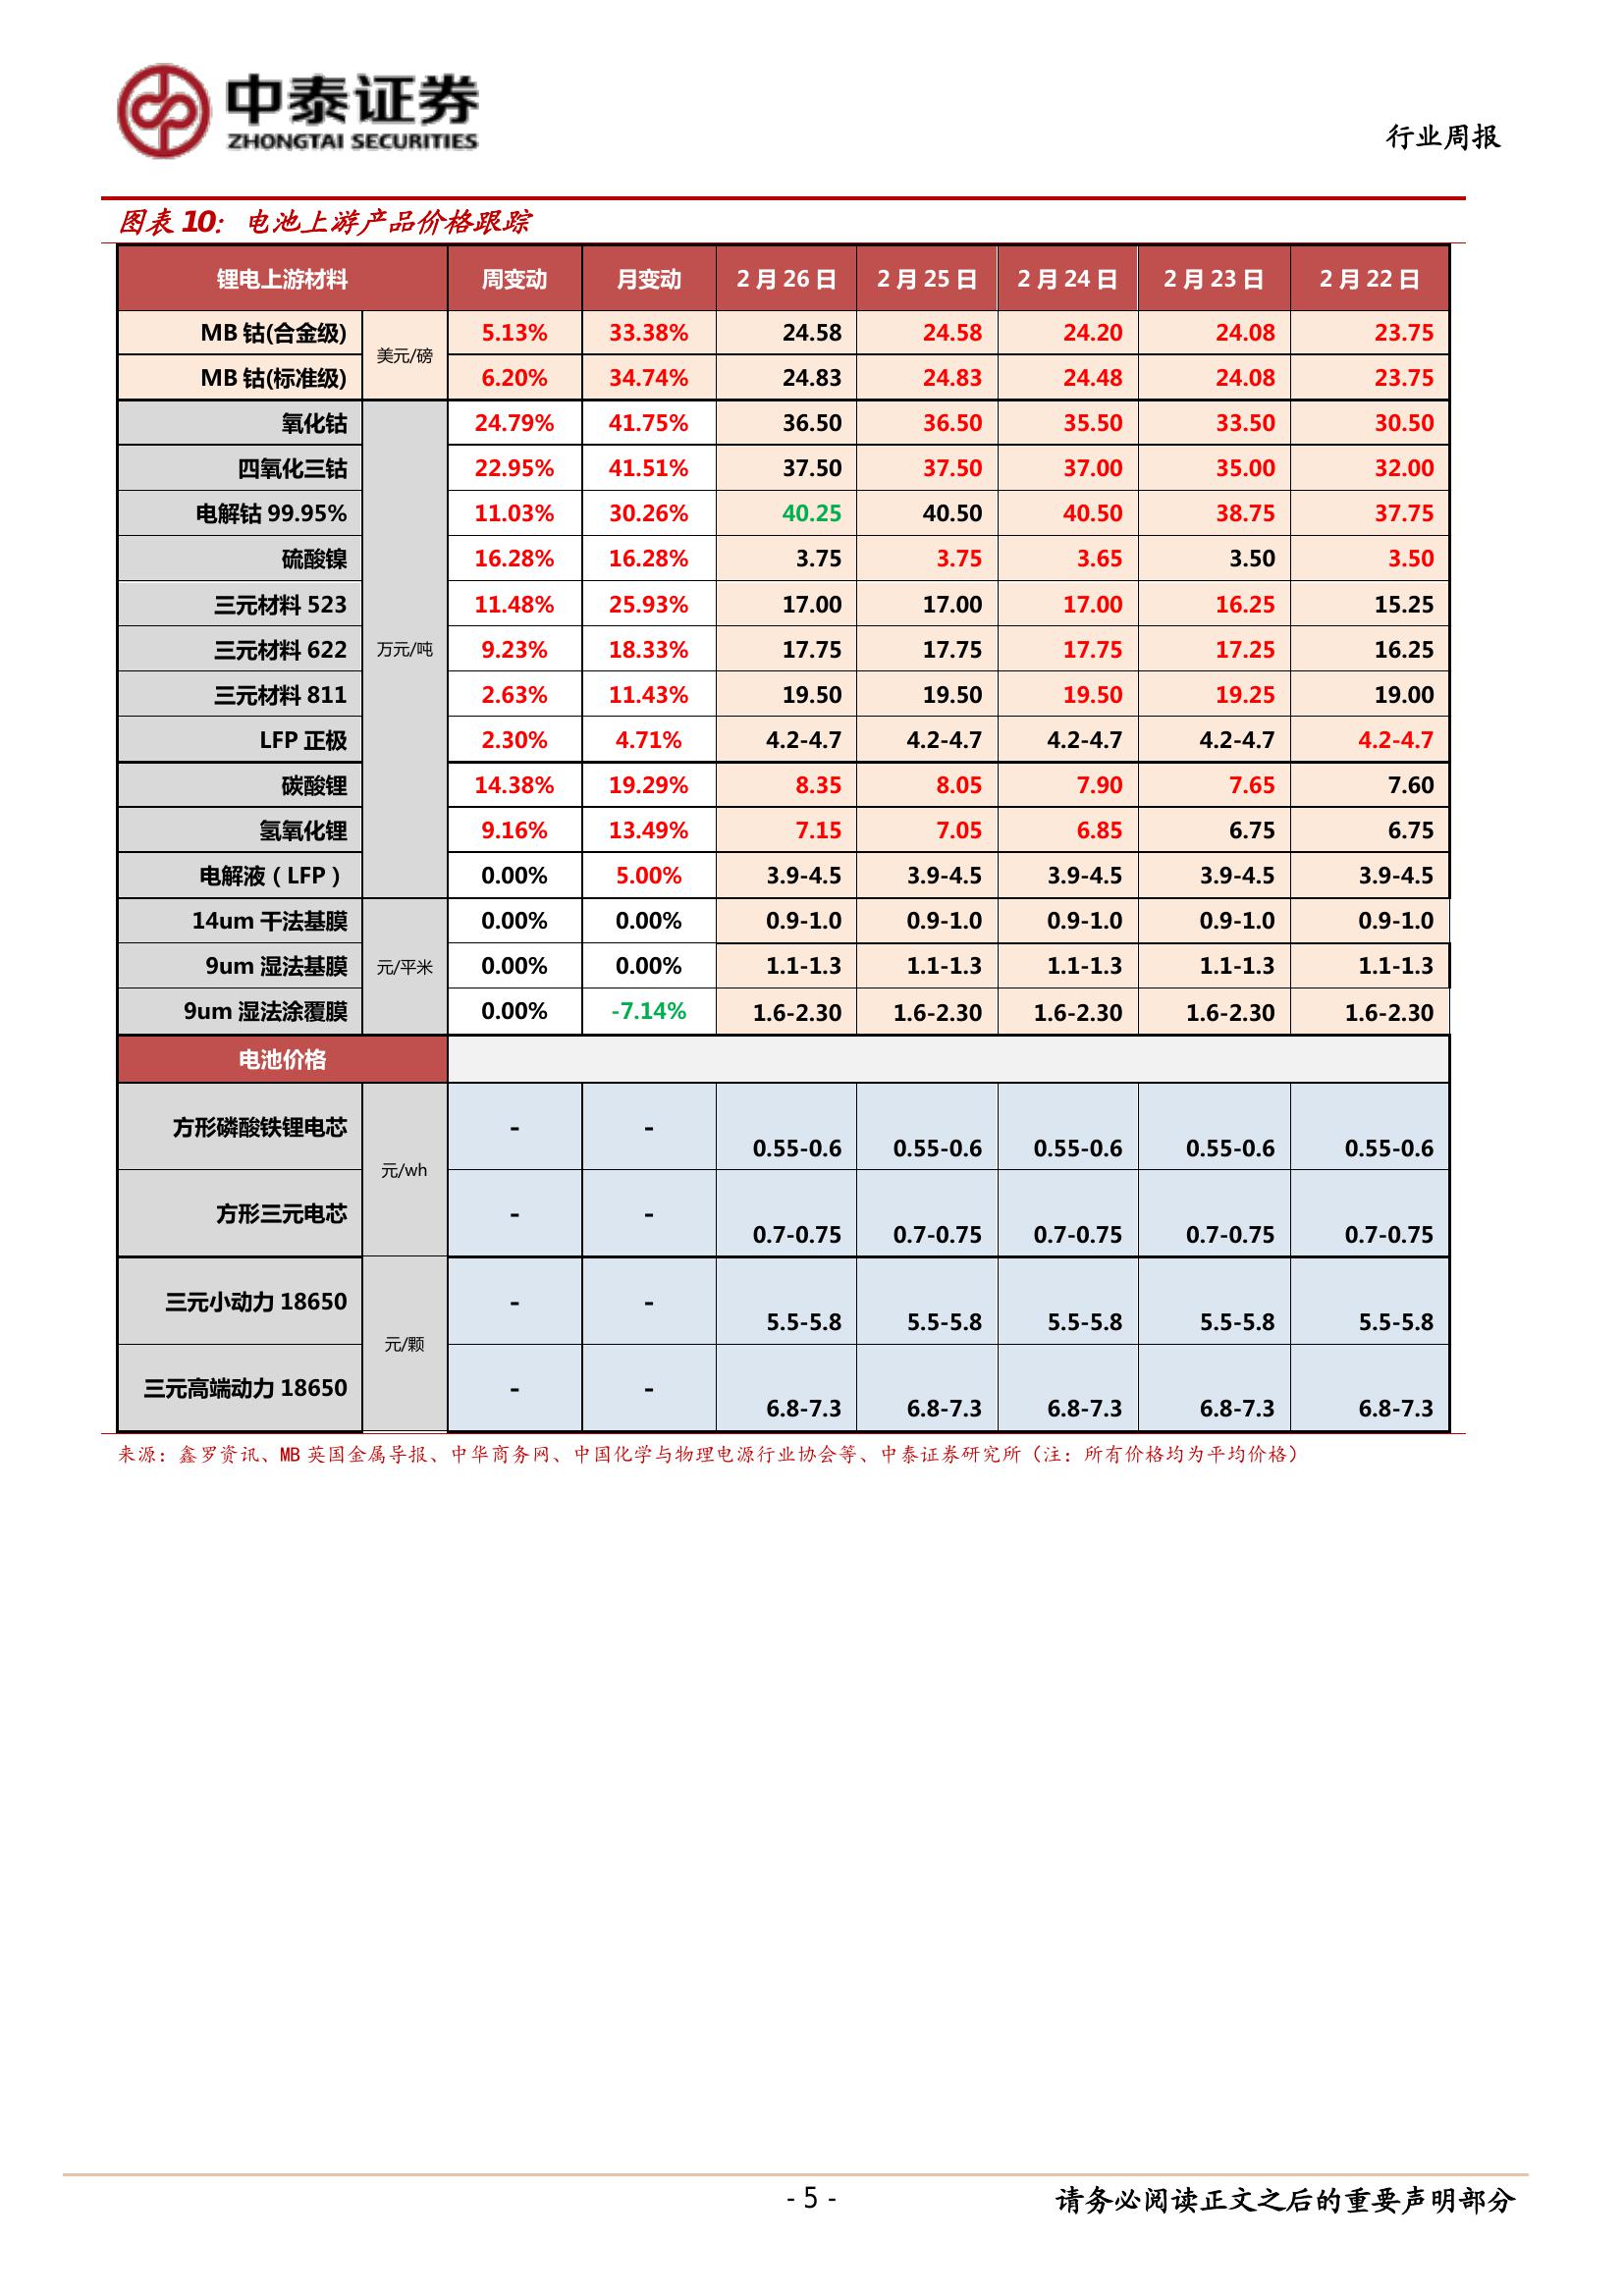 中泰证券
ZHONGTAI SECURITIES
行业周报
图表 10：电池上游产品价格跟踪
锂电上游材料 周变动 月变动 2 月 26 日 2 月 25 日 2 月 24 日 2 月 23 日 2 月 22 日
MB 钴(合金级) 美元/磅 5.13% 33.38% 24.58 24.58 24.20 24.08 23.75
MB 钴(标准级) 6.20% 34.74% 24.83 24.83 24.48 24.08 23.75
氧化钴 24.79% 41.75% 36.50 36.50 35.50 33.50 30.50
四氧化三钴 22.95% 41.51% 37.50 37.50 37.00 35.00 32.00
电解钴 99.95% 11.03% 30.26% 40.25 40.50 40.50 38.75 37.75
硫酸镍 16.28% 16.28% 3.75 3.75 3.65 3.50 3.50
三元材料 523 11.48% 25.93% 17.00 17.00 17.00 16.25 15.25
三元材料 622 万元/吨 9.23% 18.33% 17.75 17.75 17.75 17.25 16.25
三元材料 811 2.63% 11.43% 19.50 19.50 19.50 19.25 19.00
LFP 正极 2.30% 4.71% 4.2-4.7 4.2-4.7 4.2-4.7 4.2-4.7 4.2-4.7
碳酸锂 14.38% 19.29% 8.35 8.05 7.90 7.65 7.60
氢氧化锂 9.16% 13.49% 7.15 7.05 6.85 6.75 6.75
电解液（LFP） 0.00% 5.00% 3.9-4.5 3.9-4.5 3.9-4.5 3.9-4.5 3.9-4.5
14um 干法基膜 0.00% 0.00% 0.9-1.0 0.9-1.0 0.9-1.0 0.9-1.0 0.9-1.0
9um 湿法基膜 元/平米 0.00% 0.00% 1.1-1.3 1.1-1.3 1.1-1.3 1.1-1.3 1.1-1.3
9um 湿法涂覆膜 0.00% -7.14% 1.6-2.30 1.6-2.30 1.6-2.30 1.6-2.30 1.6-2.30
电池价格
方形磷酸铁锂电芯 元/wh - - 0.55-0.6 0.55-0.6 0.55-0.6 0.55-0.6 0.55-0.6
方形三元电芯 - - 0.7-0.75 0.7-0.75 0.7-0.75 0.7-0.75 0.7-0.75
三元小动力 18650 元/颗 - - 5.5-5.8 5.5-5.8 5.5-5.8 5.5-5.8 5.5-5.8
三元高端动力 18650 - - 6.8-7.3 6.8-7.3 6.8-7.3 6.8-7.3 6.8-7.3
来源：鑫罗资讯、MB 英国金属导报、中华商务网、中国化学与物理电源行业协会等、中泰证券研究所（注：所有价格均为平均价格）
- 5 -
请务必阅读正文之后的重要声明部分